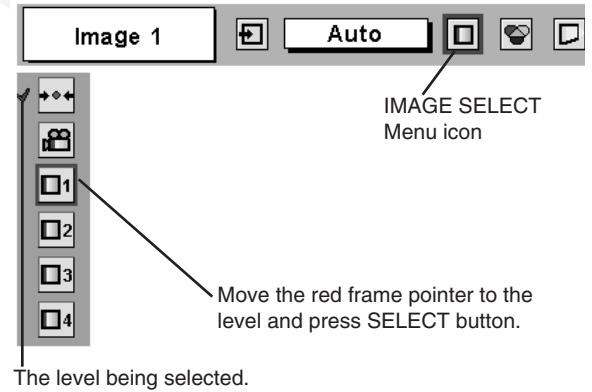 Image 1
Auto
IMAGE SELECT
Menu icon
1
2
3
4
Move the red frame pointer to the
level and press SELECT button.
The level being selected.